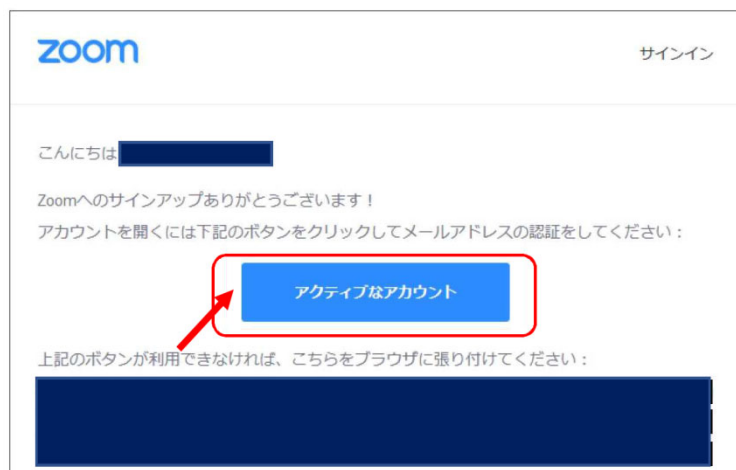 zoom
サインイン
こんにちは
Zoomへのサインアップありがとうございます！
アカウントを開くには下記のボタンをクリックしてメールアドレスの認証をしてください：
アクティブなアカウント
上記のボタンが利用できなければ、こちらをブラウザに張り付けてください：